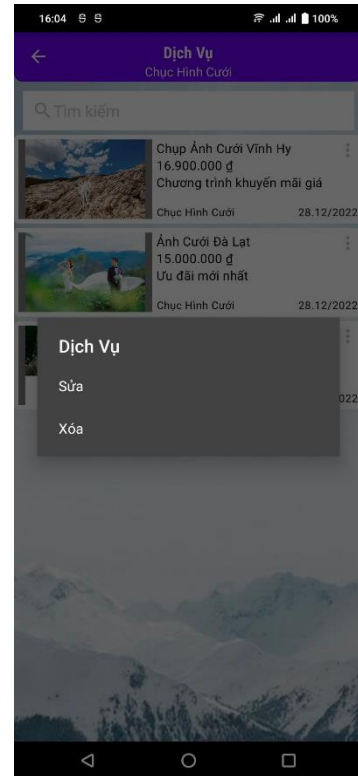 16:04 100%
Dịch Vụ
Chục Hình Cưới
Tìm kiếm
Chụp Ảnh Cưới Vĩnh Hy
16.900.000 ₫
Chương trình khuyến mãi giá
Chục Hình Cưới 28.12/2022
Ảnh Cưới Đà Lạt
15.000.000 ₫
Ưu đãi mới nhất
Chục Hình Cưới 28.12/2022
Dịch Vụ
Sửa
022
Xóa